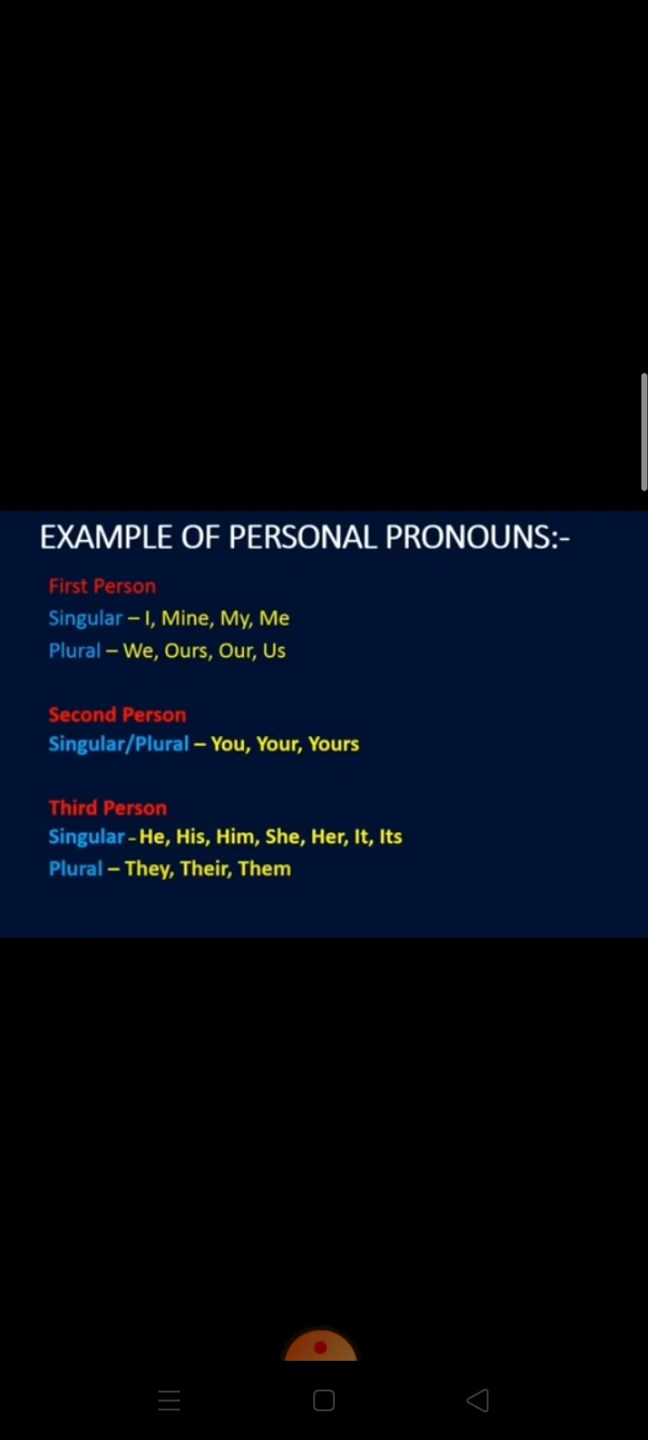 EXAMPLE OF PERSONAL PRONOUNS:-
First Person
Singular – I, Mine, My, Me
Plural – We, Ours, Our, Us
Second Person
Singular/Plural – You, Your, Yours
Third Person
Singular – He, His, Him, She, Her, It, Its
Plural – They, Their, Them